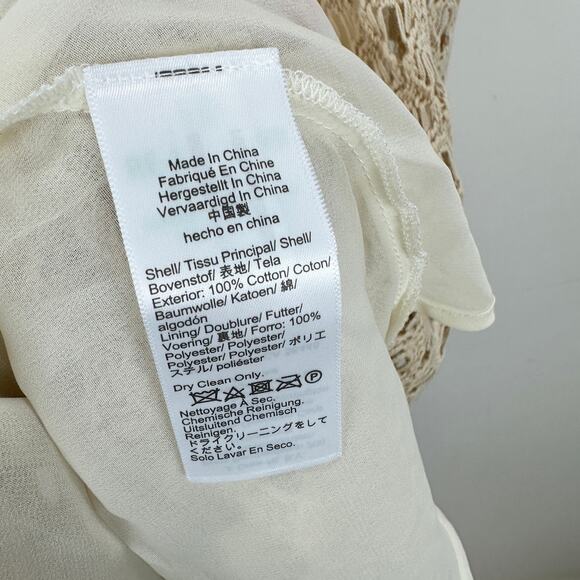 Made In China
Fabriqué En Chine
Hergestellt In China
Vervaardigd In China
中国製
hecho en china
Shell/ Tissu Principal/ Shell/
Bovenstof/ 表地/ Tela
Exterior: 100% Cotton/ Coton/
Baumwolle/ Katoen/ 綿/
algodón
Lining/ Doublure/ Futter/
Voering/ 裏地/ Forro: 100%
Polyester/ Polyester/
Polyester/ Polyester/ ポリエ
ステル/ poliéster
Dry Clean Only.
P
Nettoyage A Sec.
Chemische Reinigung.
Uitsluitend Chemisch
Reinigen.
ドライクリーニングをして
ください。
Solo Lavar En Seco.